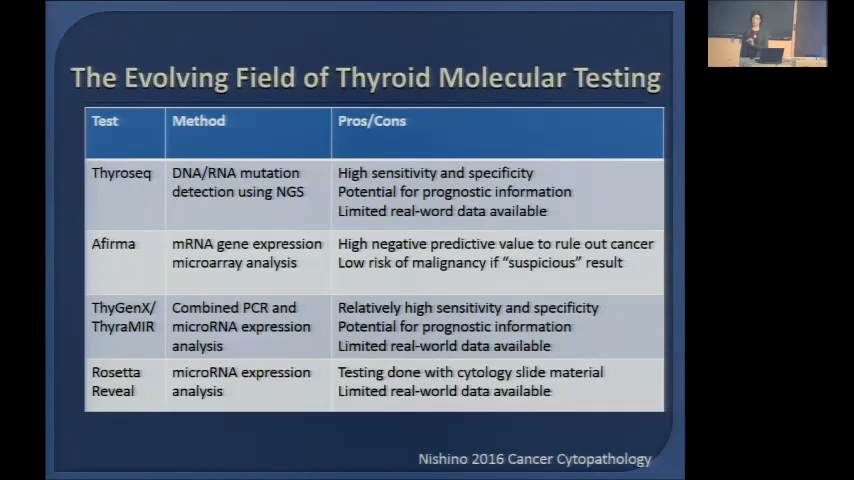 The Evolving Field of Thyroid Molecular Testing
Test Method Pros/Cons
Thyroseq DNA/RNA mutation High sensitivity and specificity
detection using NGS Potential for prognostic information
Limited real-word data available
Afirma mRNA gene expression High negative predictive value to rule out cancer
microarray analysis Low risk of malignancy if “suspicious” result
ThyGenX/ Combined PCR and Relatively high sensitivity and specificity
ThyraMIR microRNA expression Potential for prognostic information
analysis Limited real-world data available
Rosetta microRNA expression Testing done with cytology slide material
Reveal analysis Limited real-world data available
Nishino 2016 Cancer Cytopathology